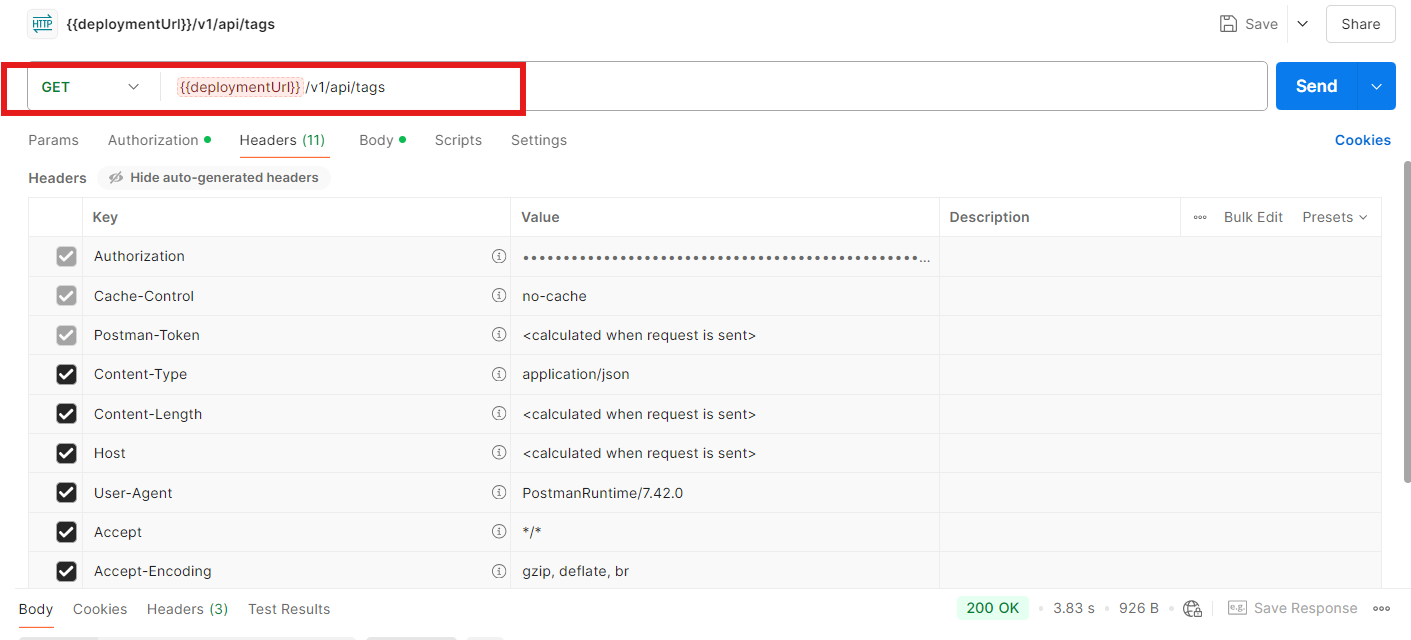 HTTP {{deploymentUrl}}/v1/api/tags Save Share
GET {{deploymentUrl}}/v1/api/tags Send
Params Authorization Headers (11) Body Scripts Settings Cookies
Headers Hide auto-generated headers
Key Value Description Bulk Edit Presets
Authorization ••••••••••••••••••••••••••••••••••••••••••••••••...
Cache-Control no-cache
Postman-Token <calculated when request is sent>
Content-Type application/json
Content-Length <calculated when request is sent>
Host <calculated when request is sent>
User-Agent PostmanRuntime/7.42.0
Accept */*
Accept-Encoding gzip, deflate, br
Body Cookies Headers (3) Test Results 200 OK • 3.83 s • 926 B • e.g. Save Response